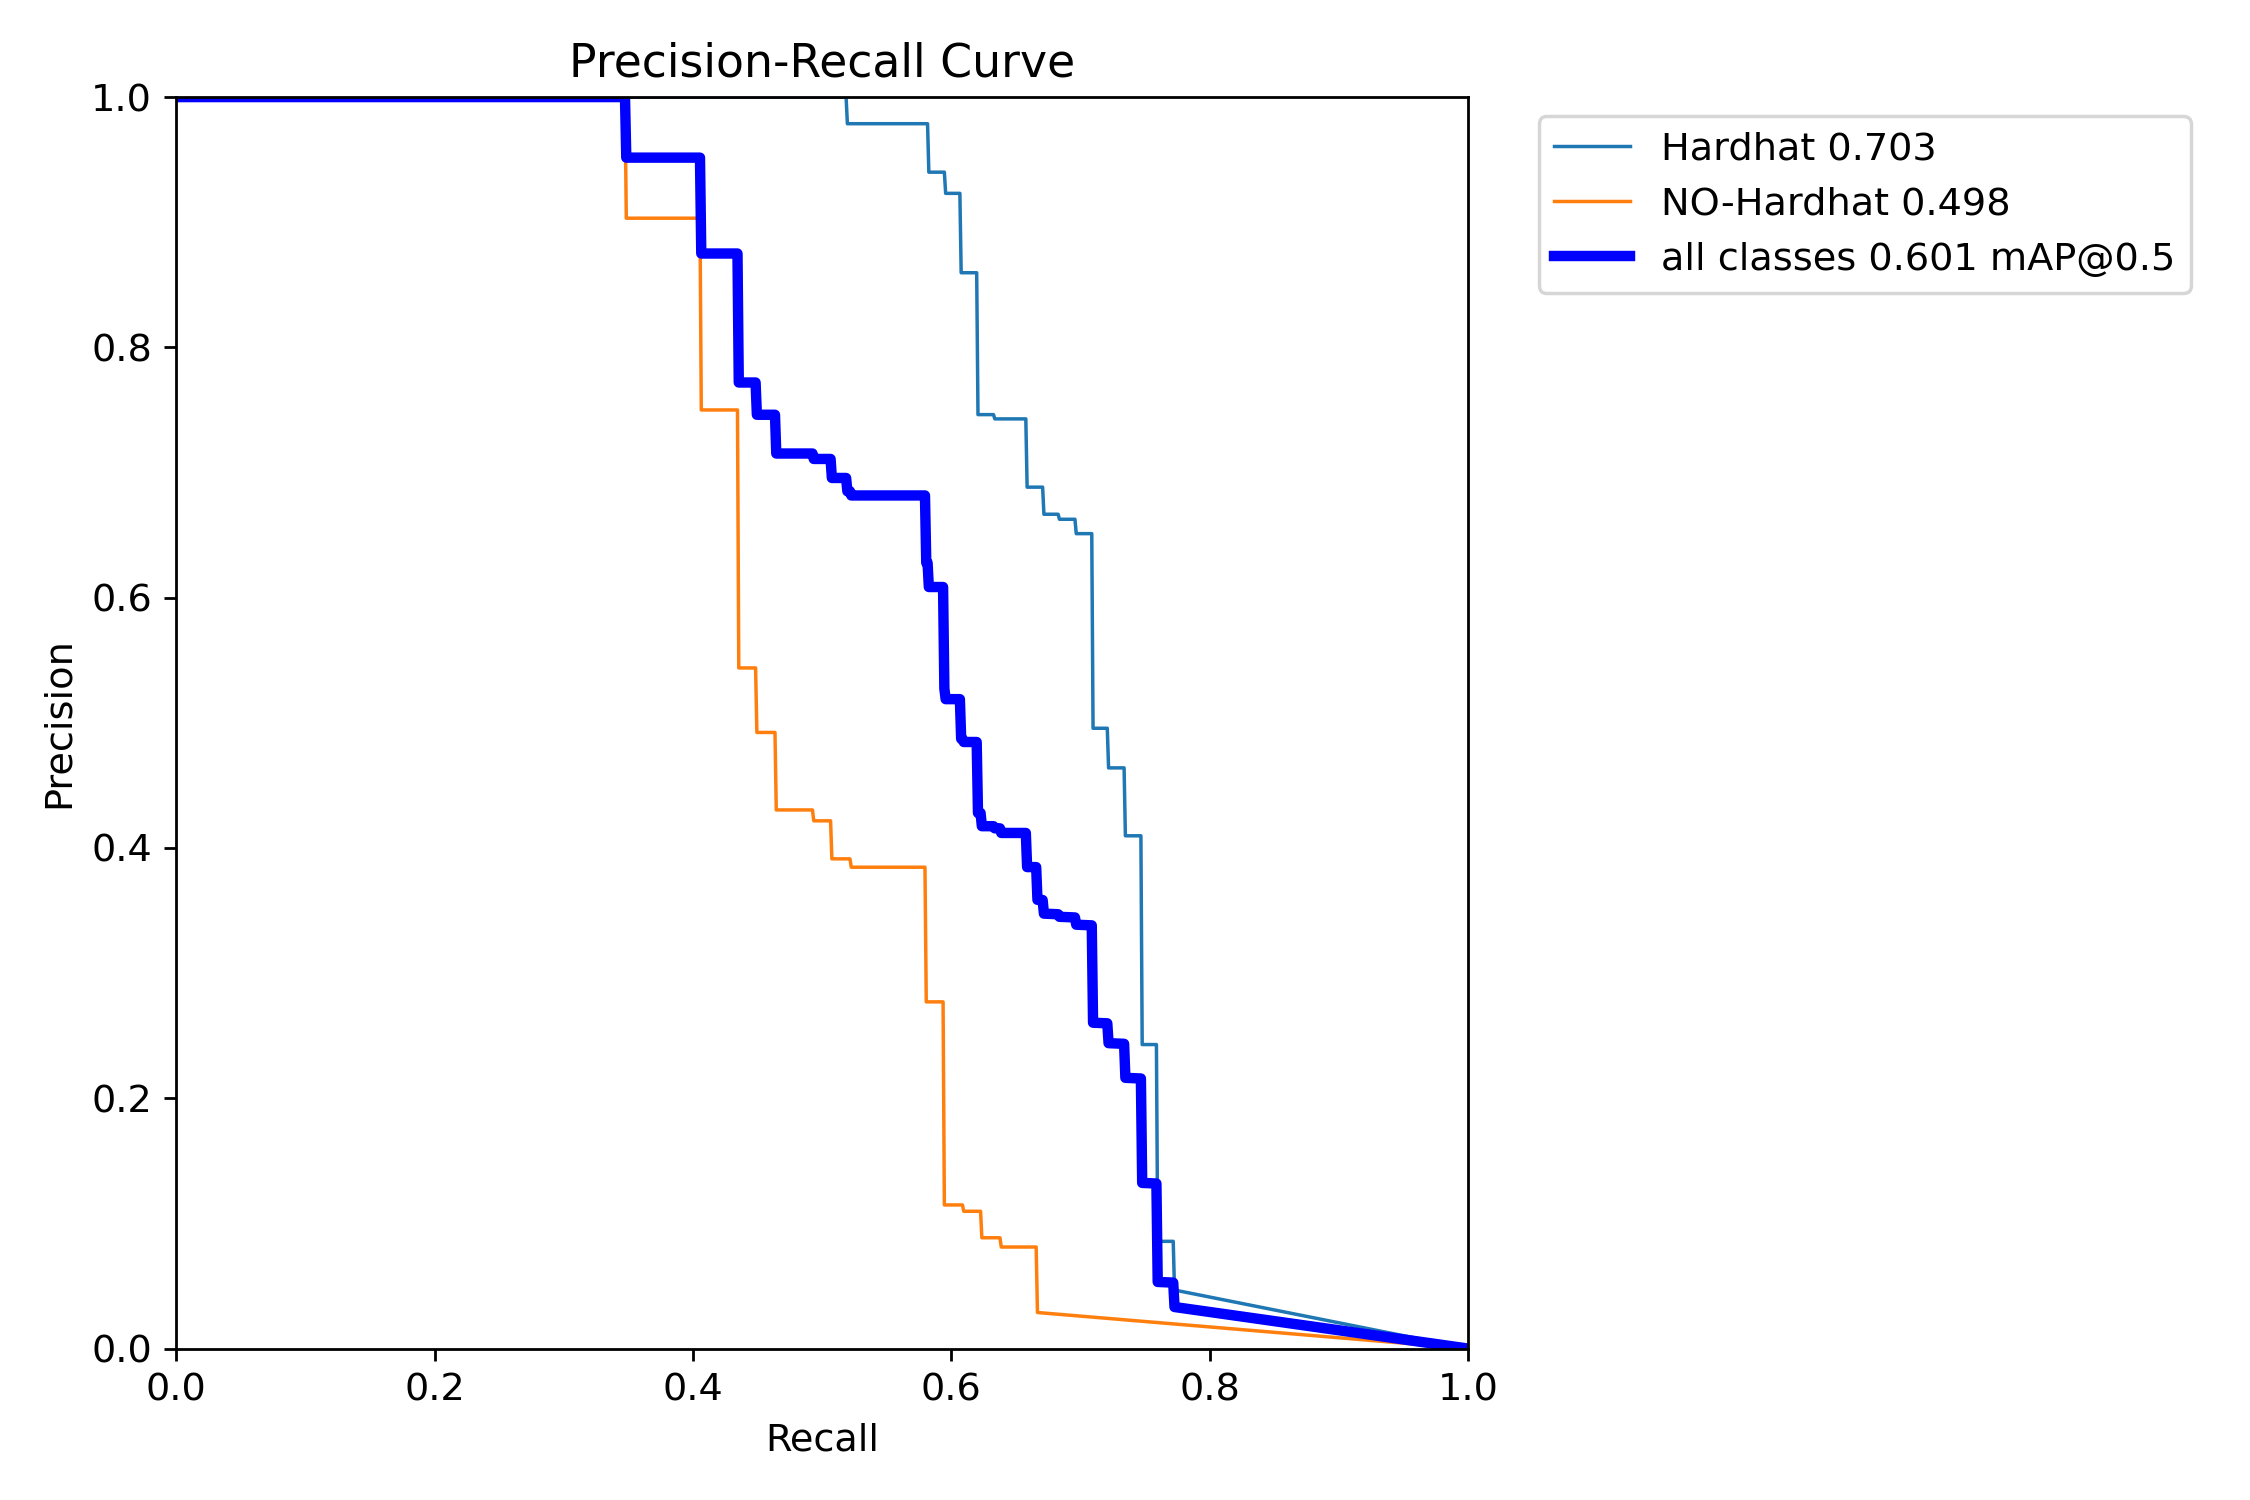 Precision-Recall Curve
1.0
0.8
0.6
0.4
0.2
0.0
Precision
0.0 0.2 0.4 0.6 0.8 1.0
Recall
Hardhat 0.703
NO-Hardhat 0.498
all classes 0.601 mAP@0.5